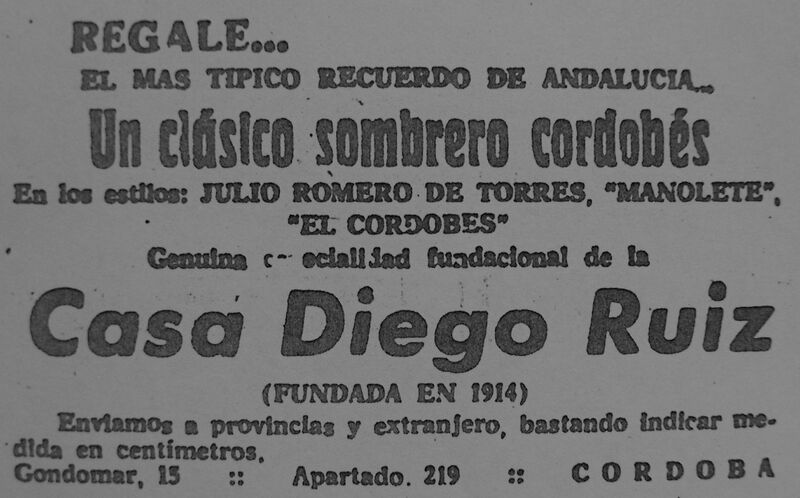 REGALE...
EL MAS TIPICO RECUERDO DE ANDALUCIA...
Un clásico sombrero cordobés
En los estilos: JULIO ROMERO DE TORRES, "MANOLETE",
"EL CORDOBES"
Genuina fundacional de la
Casa Diego Ruiz
(FUNDADA EN 1914)
Enviamos a provincias y extranjero, bastando indicar me-
dida en centímetros.
Gondomar, 15 :: Apartado. 219 :: CORDOBA